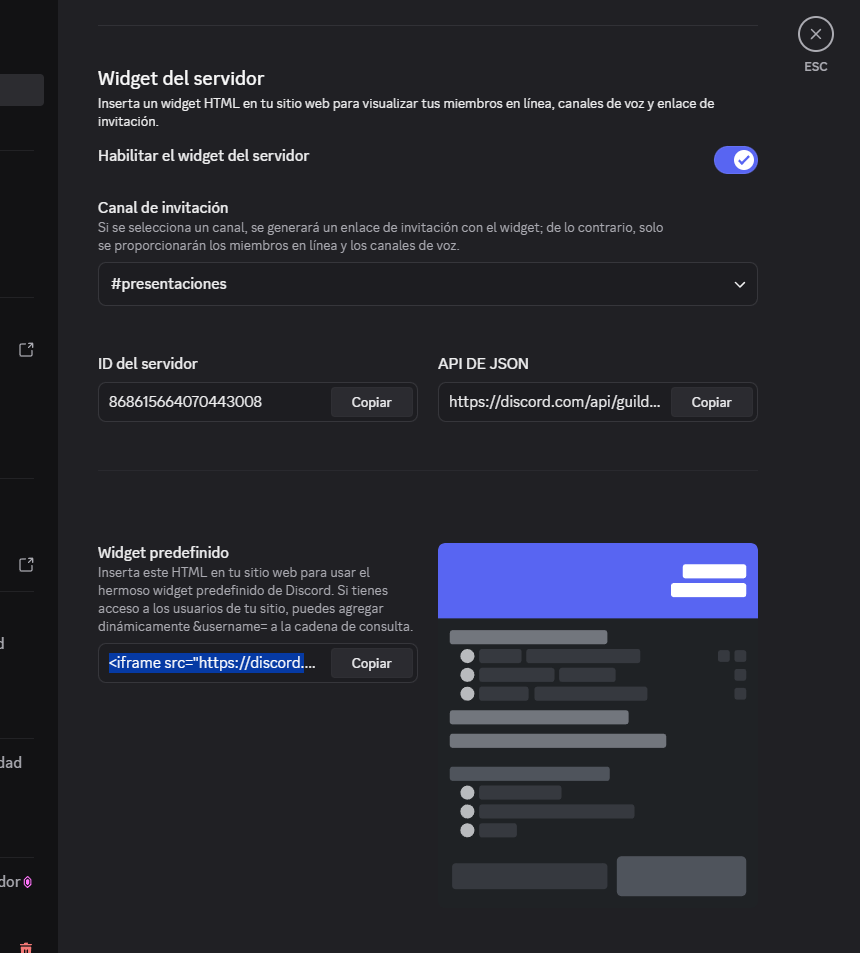 ESC
Widget del servidor
Inserta un widget HTML en tu sitio web para visualizar tus miembros en línea, canales de voz y enlace de
invitación.
Habilitar el widget del servidor
Canal de invitación
Si se selecciona un canal, se generará un enlace de invitación con el widget; de lo contrario, solo
se proporcionarán los miembros en línea y los canales de voz.
#presentaciones
ID del servidor
868615664070443008
Copiar
API DE JSON
https://discord.com/api/guild...
Copiar
Widget predefinido
Inserta este HTML en tu sitio web para usar el
hermoso widget predefinido de Discord. Si tienes
acceso a los usuarios de tu sitio, puedes agregar
dinámicamente &username= a la cadena de consulta.
<iframe src="https://discord....
Copiar
d
dad
dor